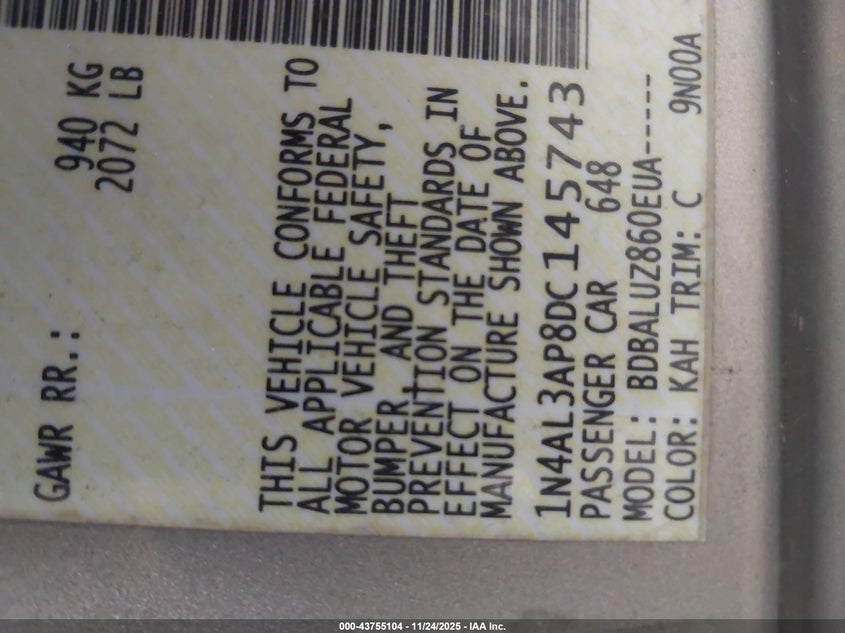 GAWR RR.: 940 KG
2072 LB
THIS VEHICLE CONFORMS TO
ALL APPLICABLE FEDERAL
MOTOR VEHICLE SAFETY,
BUMPER, AND THEFT
PREVENTION STANDARDS IN
EFFECT ON THE DATE OF
MANUFACTURE SHOWN ABOVE.
1N4AL3AP8DC145743
PASSENGER CAR 648
MODEL: BDBALUZ860EUA-----
COLOR: KAH TRIM: C 9N00A
000-43755104 - 11/24/2025 - IAA Inc.